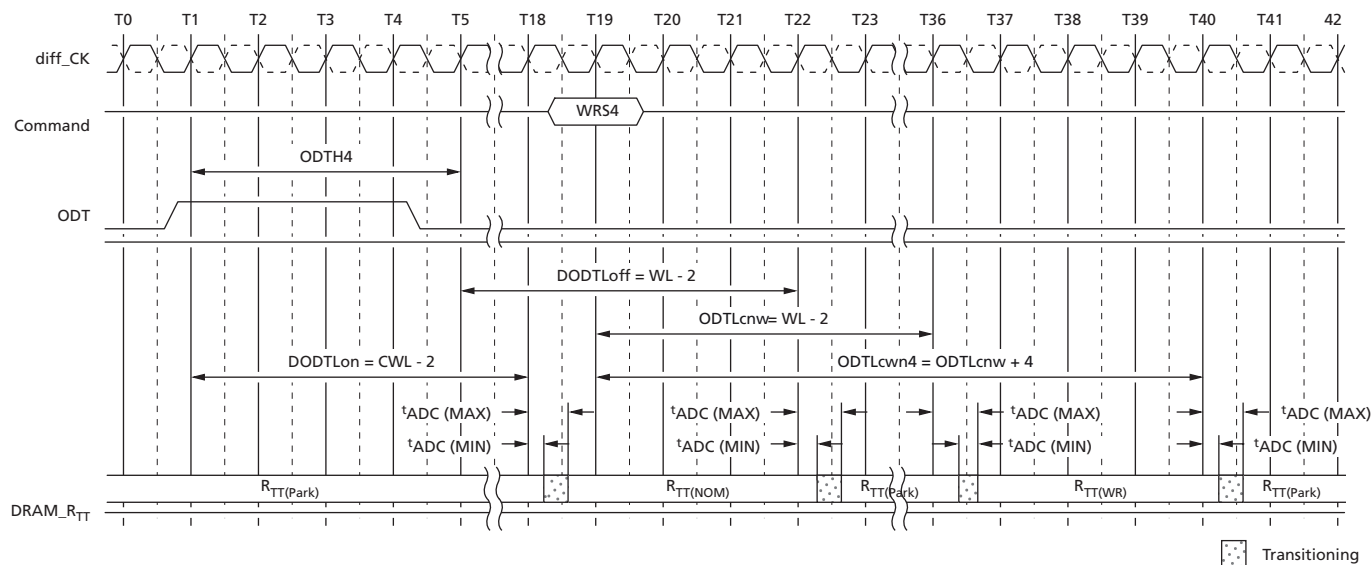 T0 T1 T2 T3 T4 T5 T18 T19 T20 T21 T22 T23 T36 T37 T38 T39 T40 T41 42
diff_CK
WRS4
Command
ODTH4
ODT
DODTLoff = WL - 2
ODTLcnw= WL - 2
DODTLon = CWL - 2 ODTLcwn4 = ODTLcnw + 4
tADC (MAX) tADC (MAX) tADC (MAX) tADC (MAX)
tADC (MIN) tADC (MIN) tADC (MIN) tADC (MIN)
RTT(Park) RTT(NOM) RTT(Park) RTT(WR) RTT(Park)
DRAM_RTT
Transitioning